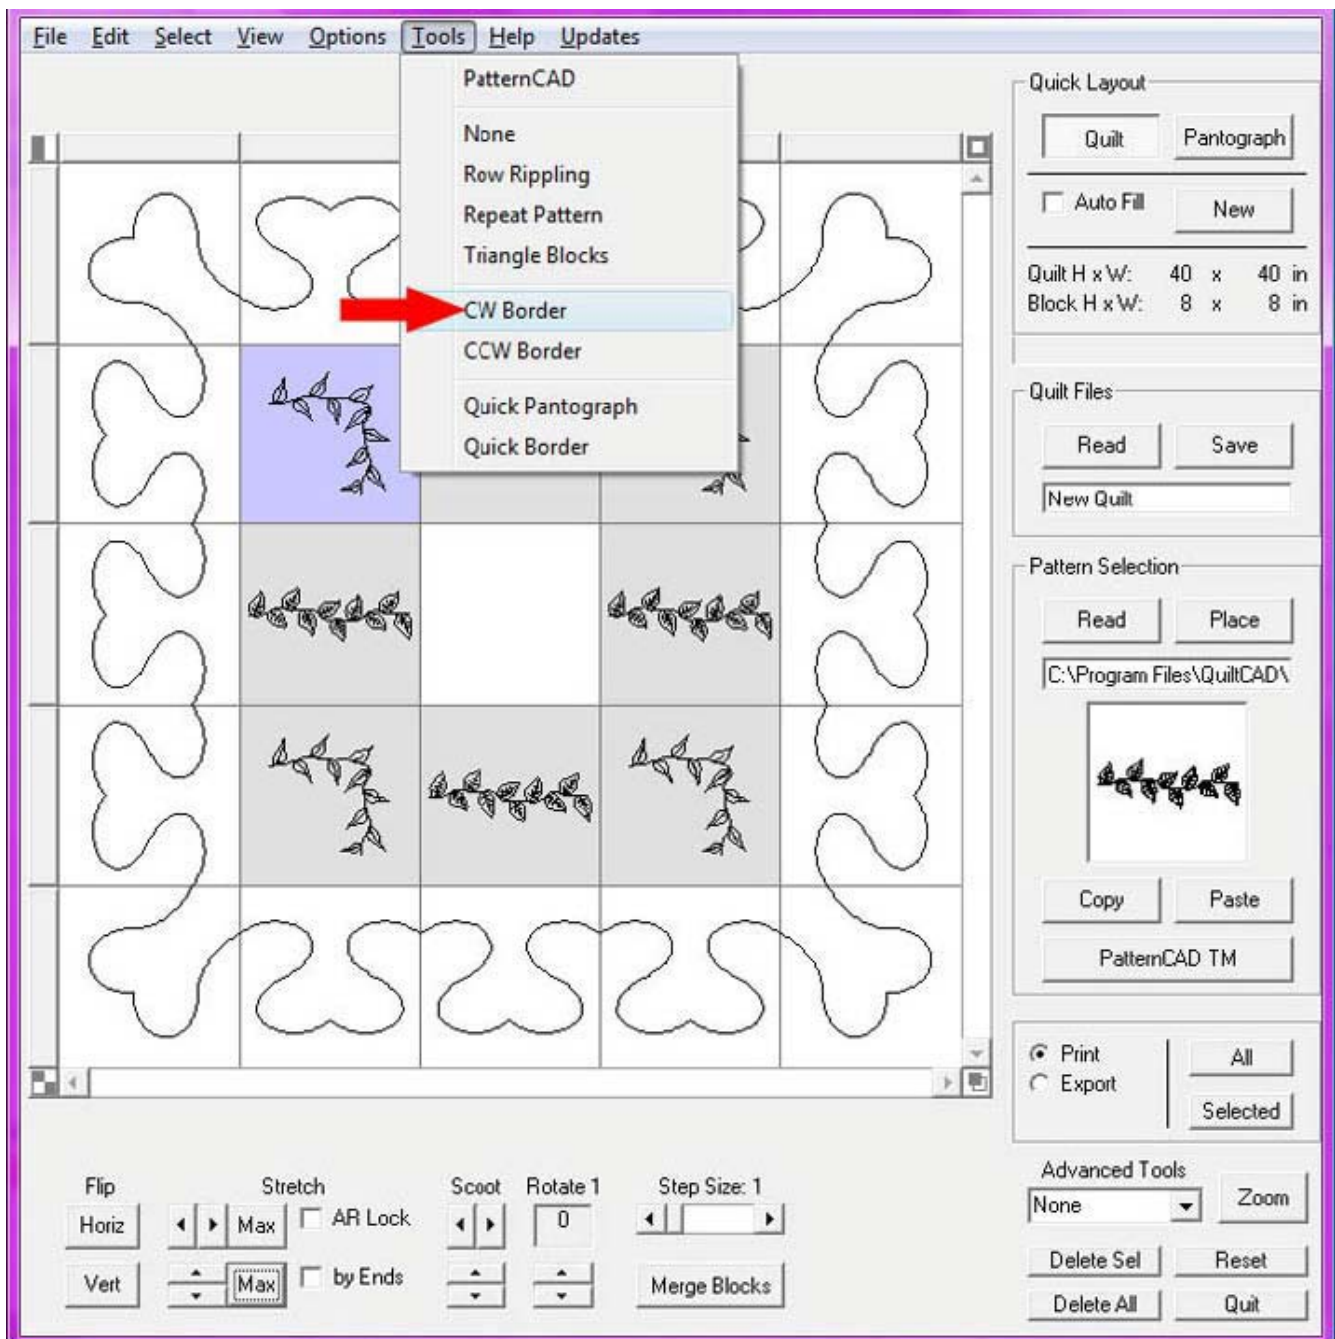 File Edit Select View Options Tools Help Updates
PatternCAD
None
Row Rippling
Repeat Pattern
Triangle Blocks
CW Border
CCW Border
Quick Pantograph
Quick Border
Quick Layout
Quilt Pantograph
Auto Fill New
Quilt H x W: 40 x 40 in
Block H x W: 8 x 8 in
Quilt Files
Read Save
New Quilt
Pattern Selection
Read Place
C:\Program Files\QuiltCAD\
Copy Paste
PatternCAD TM
Print All
Export
Selected
Flip Stretch Scoot Rotate 1 Step Size: 1
Horiz Max AR Lock 0
Vert Max by Ends Merge Blocks
Advanced Tools
None Zoom
Delete Sel Reset
Delete All Quit